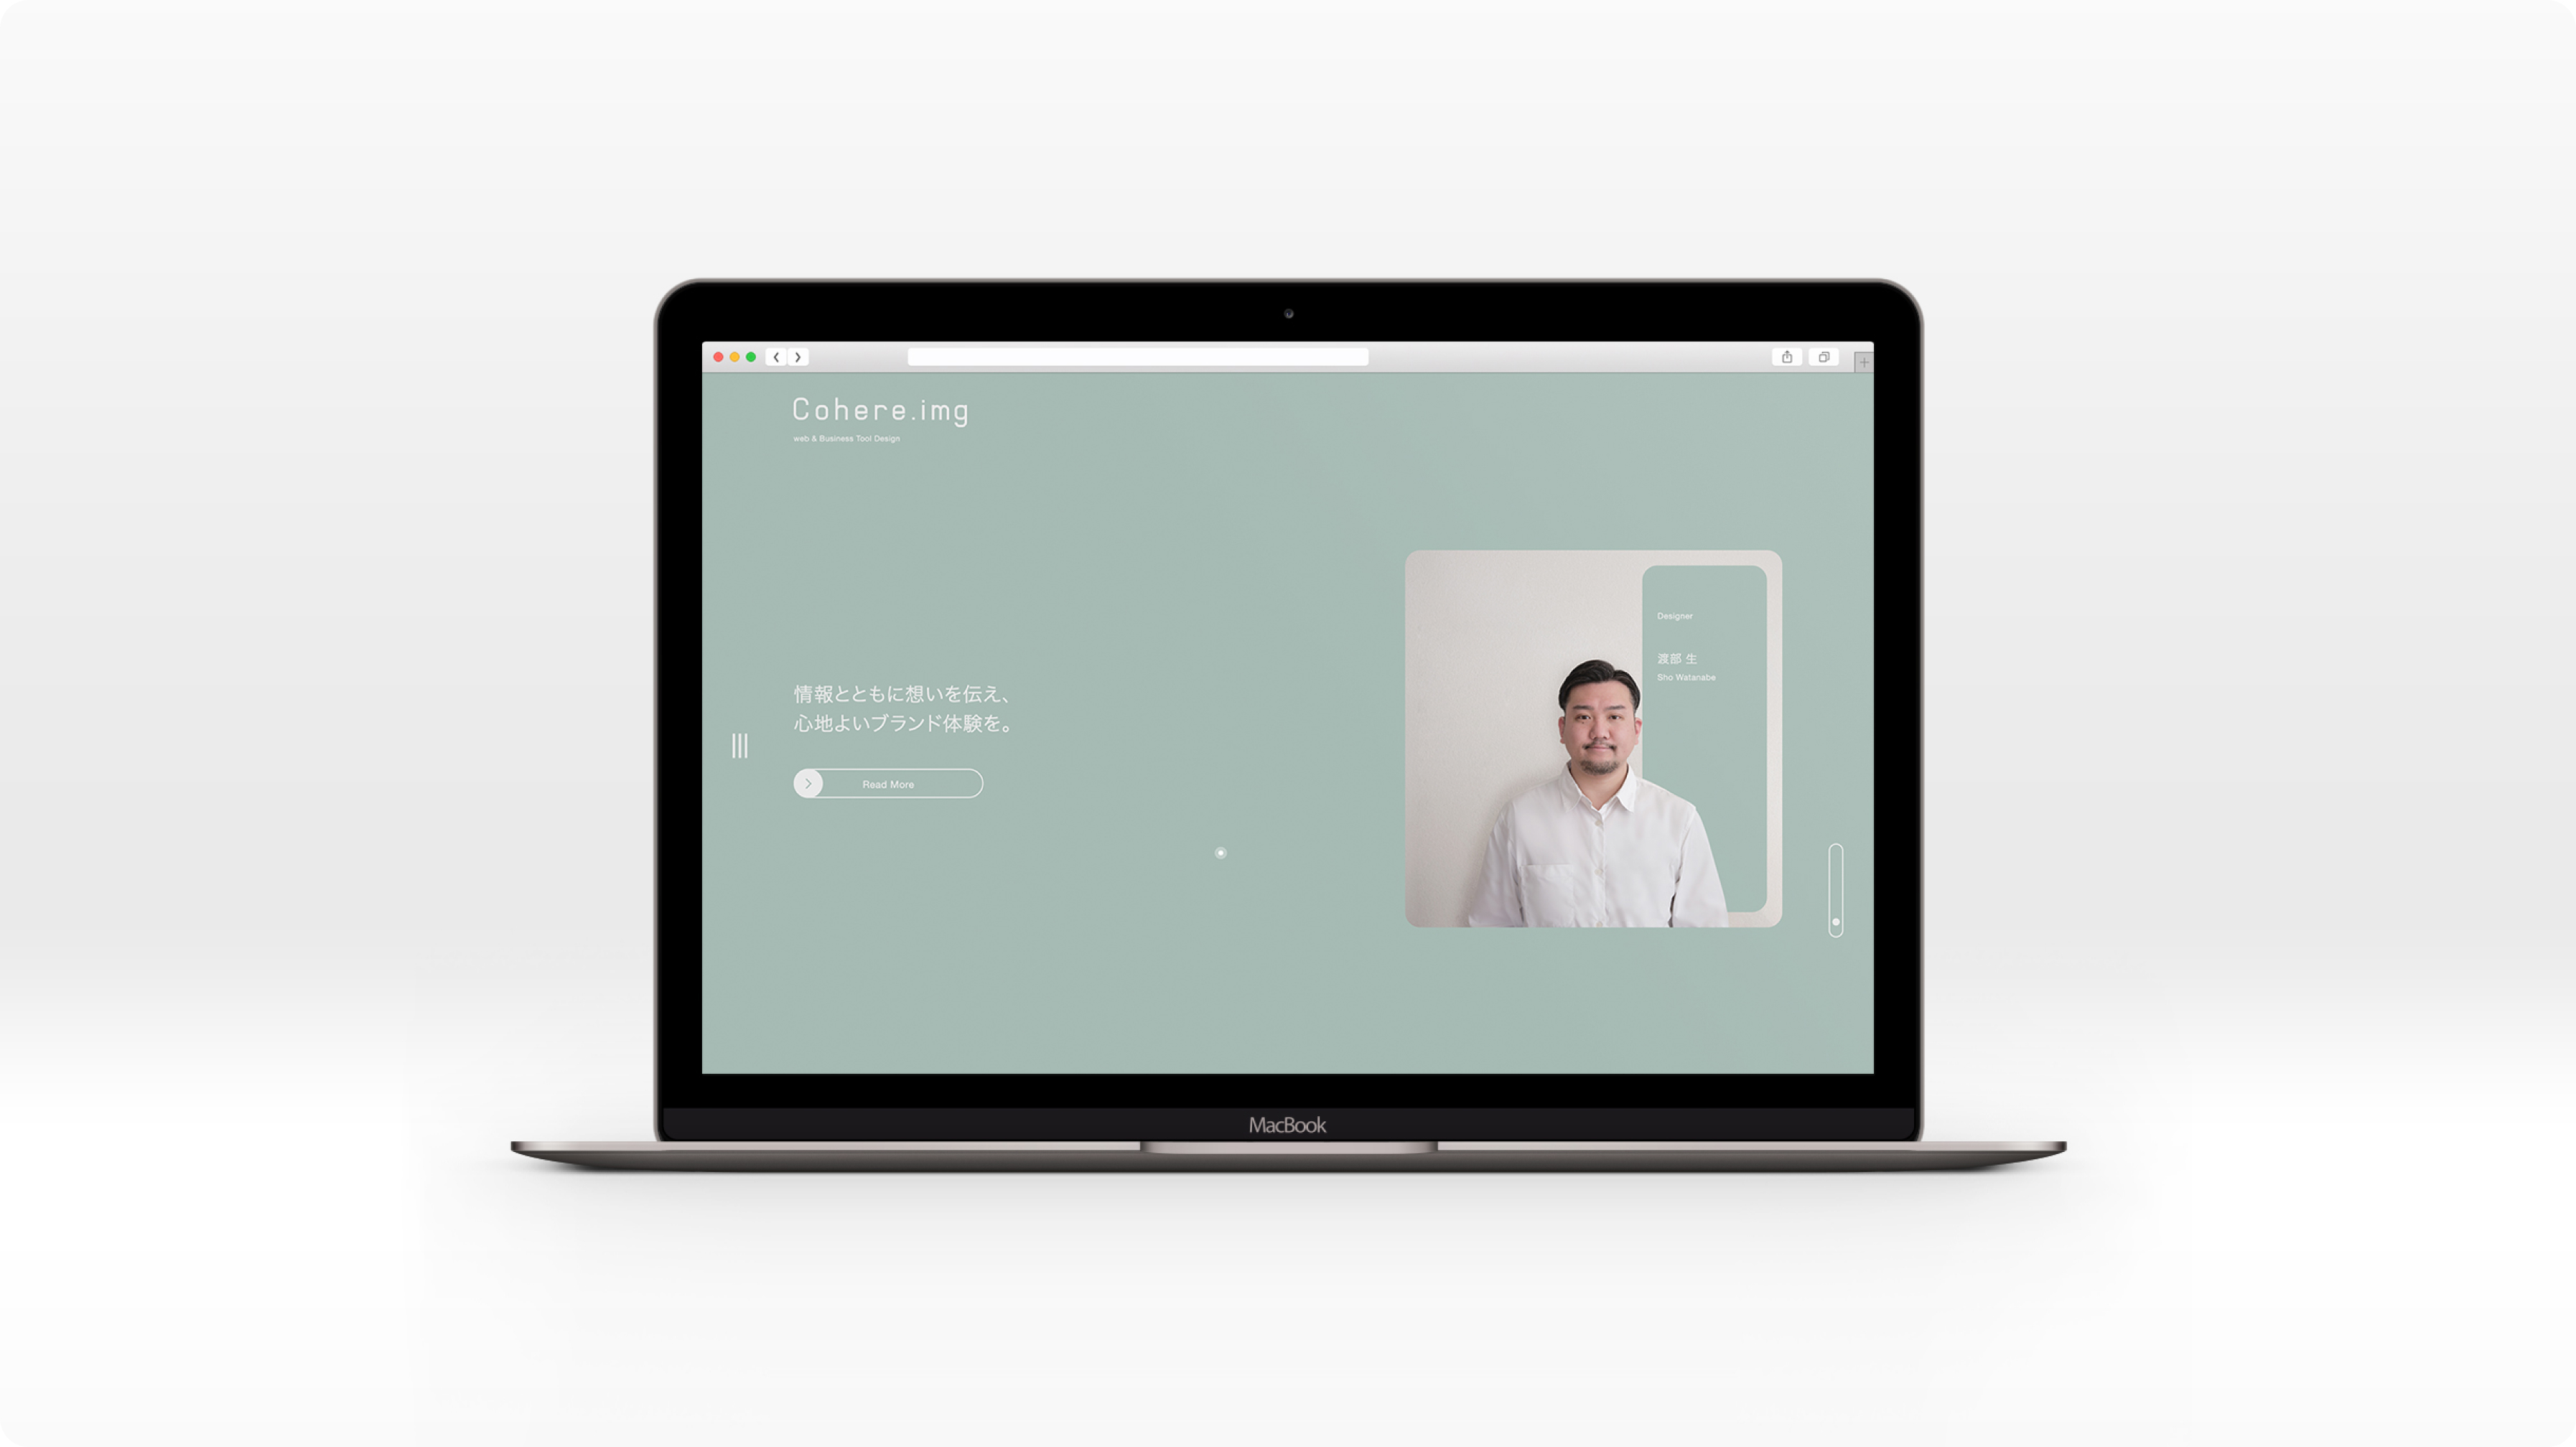 Cohere.img
web & Business Tool Design
情報とともに想いを伝え、
心地よいブランド体験を。
Read More
Designer
渡部 生
Sho Watanabe
MacBook